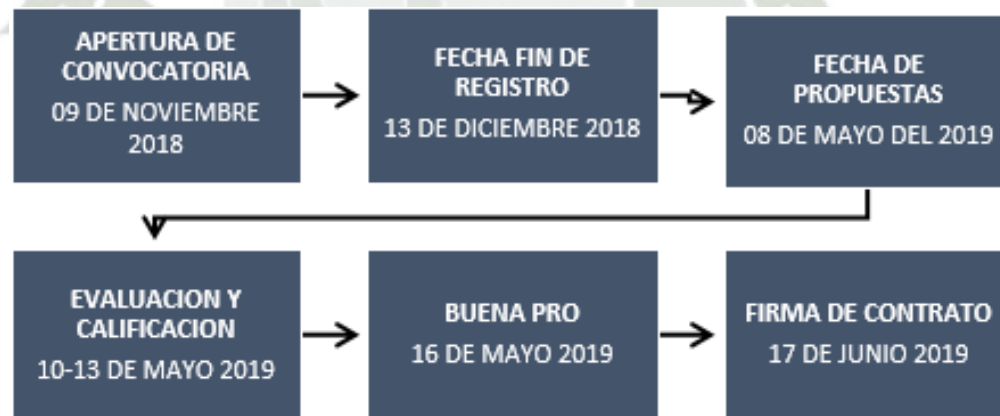 APERTURA DE
CONVOCATORIA
09 DE NOVIEMBRE
2018
FECHA FIN DE
REGISTRO
13 DE DICIEMBRE 2018
FECHA DE
PROPUESTAS
08 DE MAYO DEL 2019
EVALUACION Y
CALIFICACION
10-13 DE MAYO 2019
BUENA PRO
16 DE MAYO 2019
FIRMA DE CONTRATO
17 DE JUNIO 2019